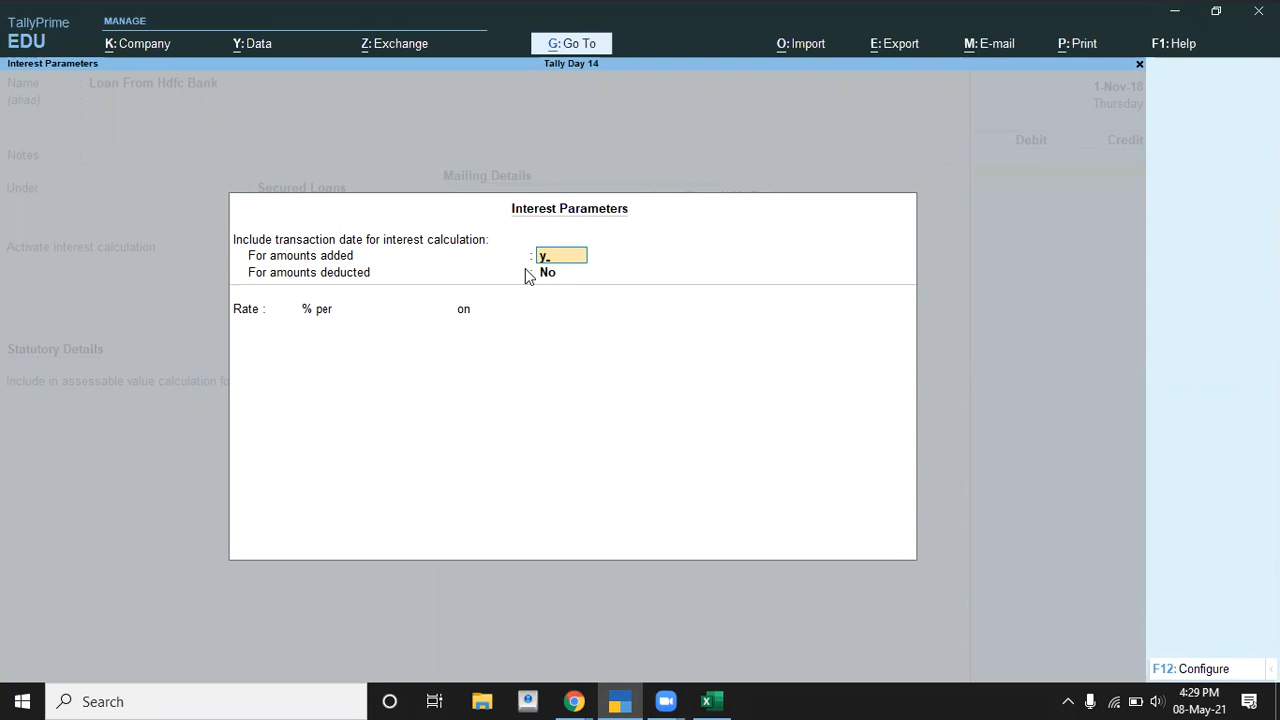 TallyPrime
EDU
MANAGE
K: Company
Y: Data
Z: Exchange
G: Go To
O: Import
E: Export
M: E-mail
P: Print
F1: Help
Interest Parameters
Tally Day 14
Name : Loan From Hdfc Bank
(alias) :
1-Nov-18
Thursday
Debit Credit
Notes
Mailing Details
Under
Secured Loans
Interest Parameters
Include transaction date for interest calculation:
For amounts added : y
For amounts deducted : No
Activate interest calculation
Rate : % per on
Statutory Details
Include in assessable value calculation fo
F12: Configure
Search
4:29 PM
08-May-21